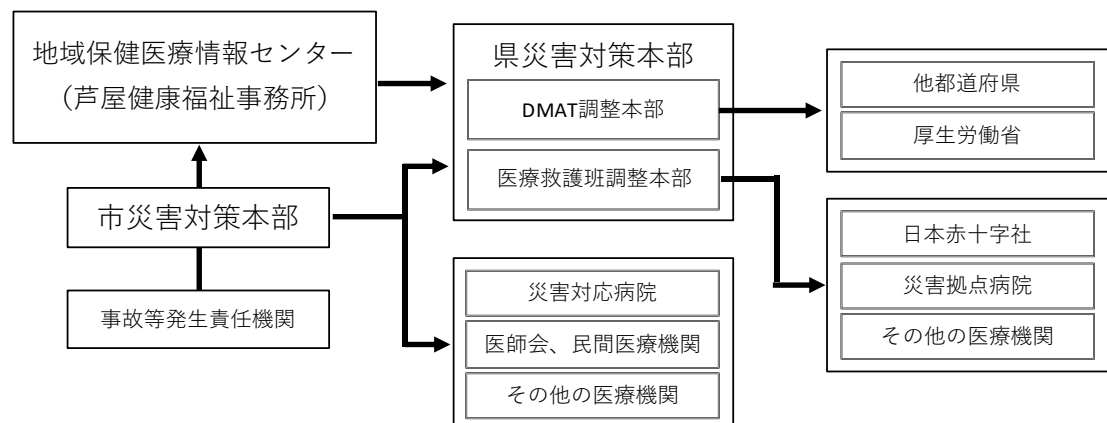 地域保健医療情報センター
（芦屋健康福祉事務所）
市災害対策本部
事故等発生責任機関
県災害対策本部
DMAT調整本部
医療救護班調整本部
災害対応病院
医師会、民間医療機関
その他の医療機関
他都道府県
厚生労働省
日本赤十字社
災害拠点病院
その他の医療機関